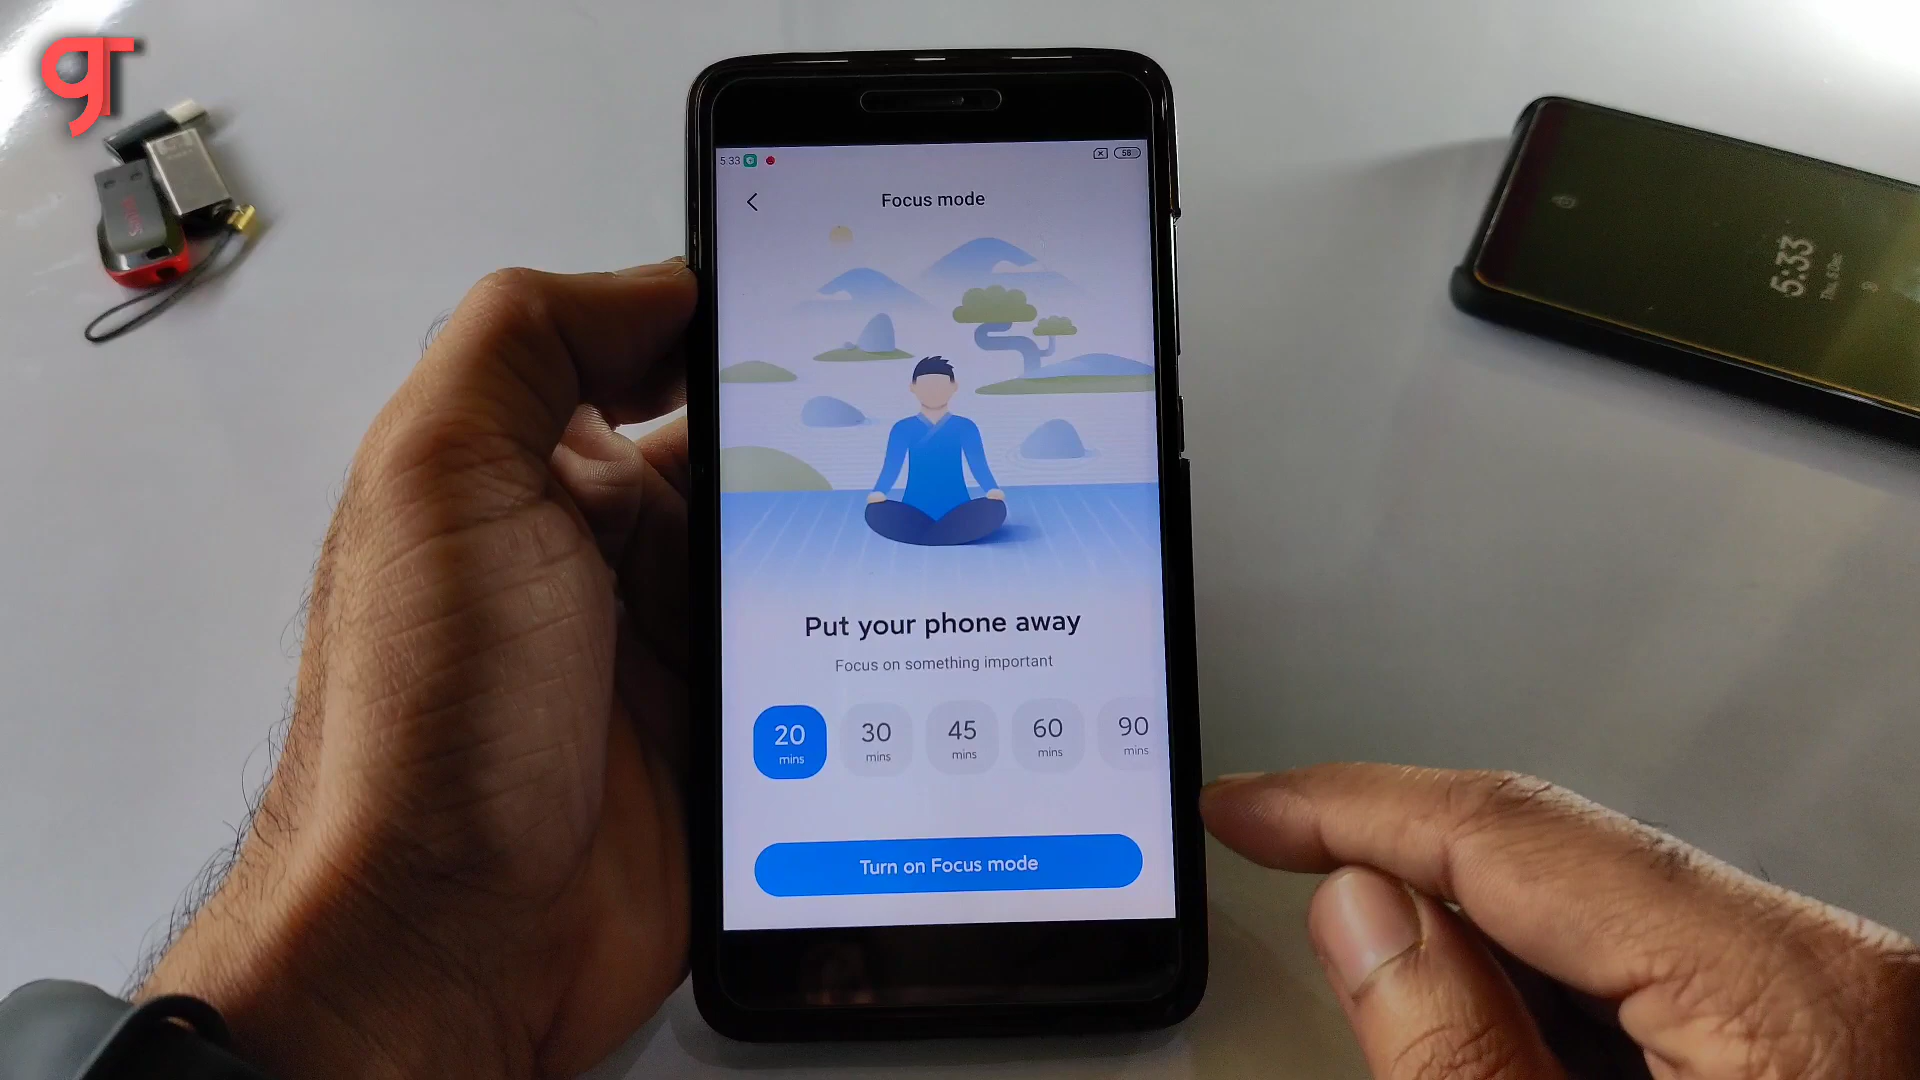 5:33
58
Focus mode
Put your phone away
Focus on something important
20
mins
30
mins
45
mins
60
mins
90
mins
Turn on Focus mode
5:33